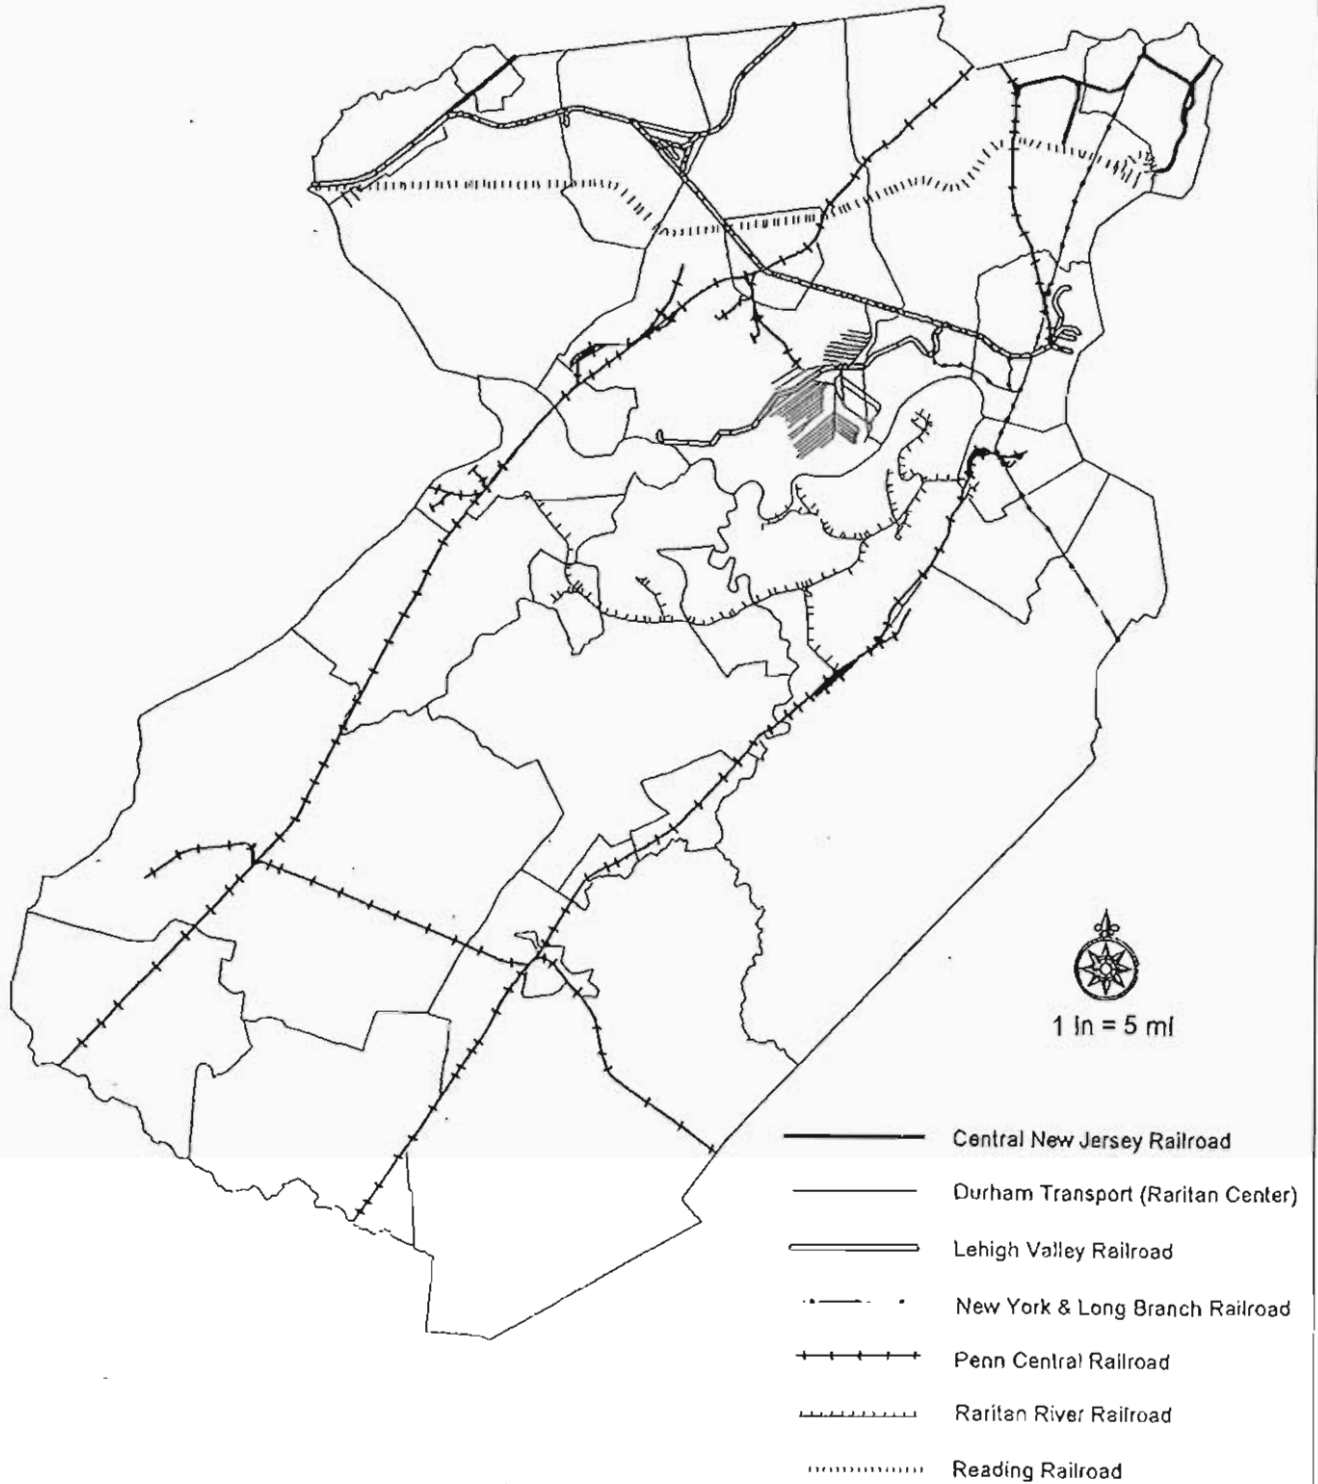 1 in = 5 mi
Central New Jersey Railroad
Durham Transport (Raritan Center)
Lehigh Valley Railroad
New York & Long Branch Railroad
Penn Central Railroad
Raritan River Railroad
Reading Railroad